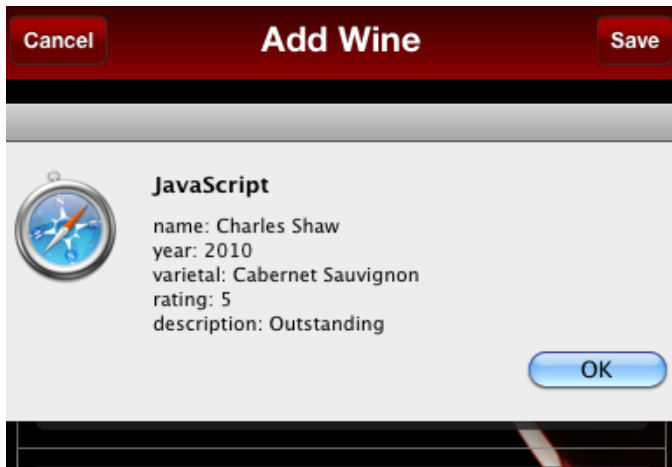 Cancel Add Wine Save
JavaScript
name: Charles Shaw
year: 2010
varietal: Cabernet Sauvignon
rating: 5
description: Outstanding
OK